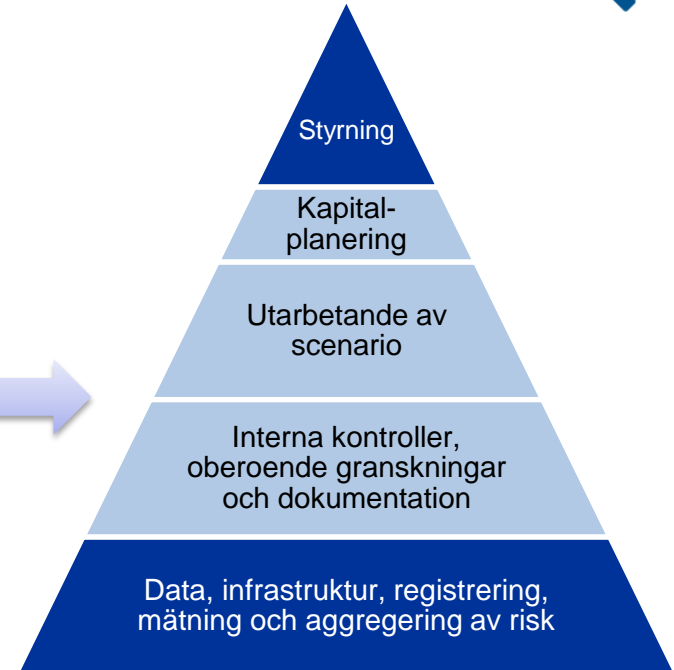 Styrning
Kapital-
planering
Utarbetande av
scenario
Interna kontroller,
oberoende granskningar
och dokumentation
Data, infrastruktur, registrering,
mätning och aggregering av risk